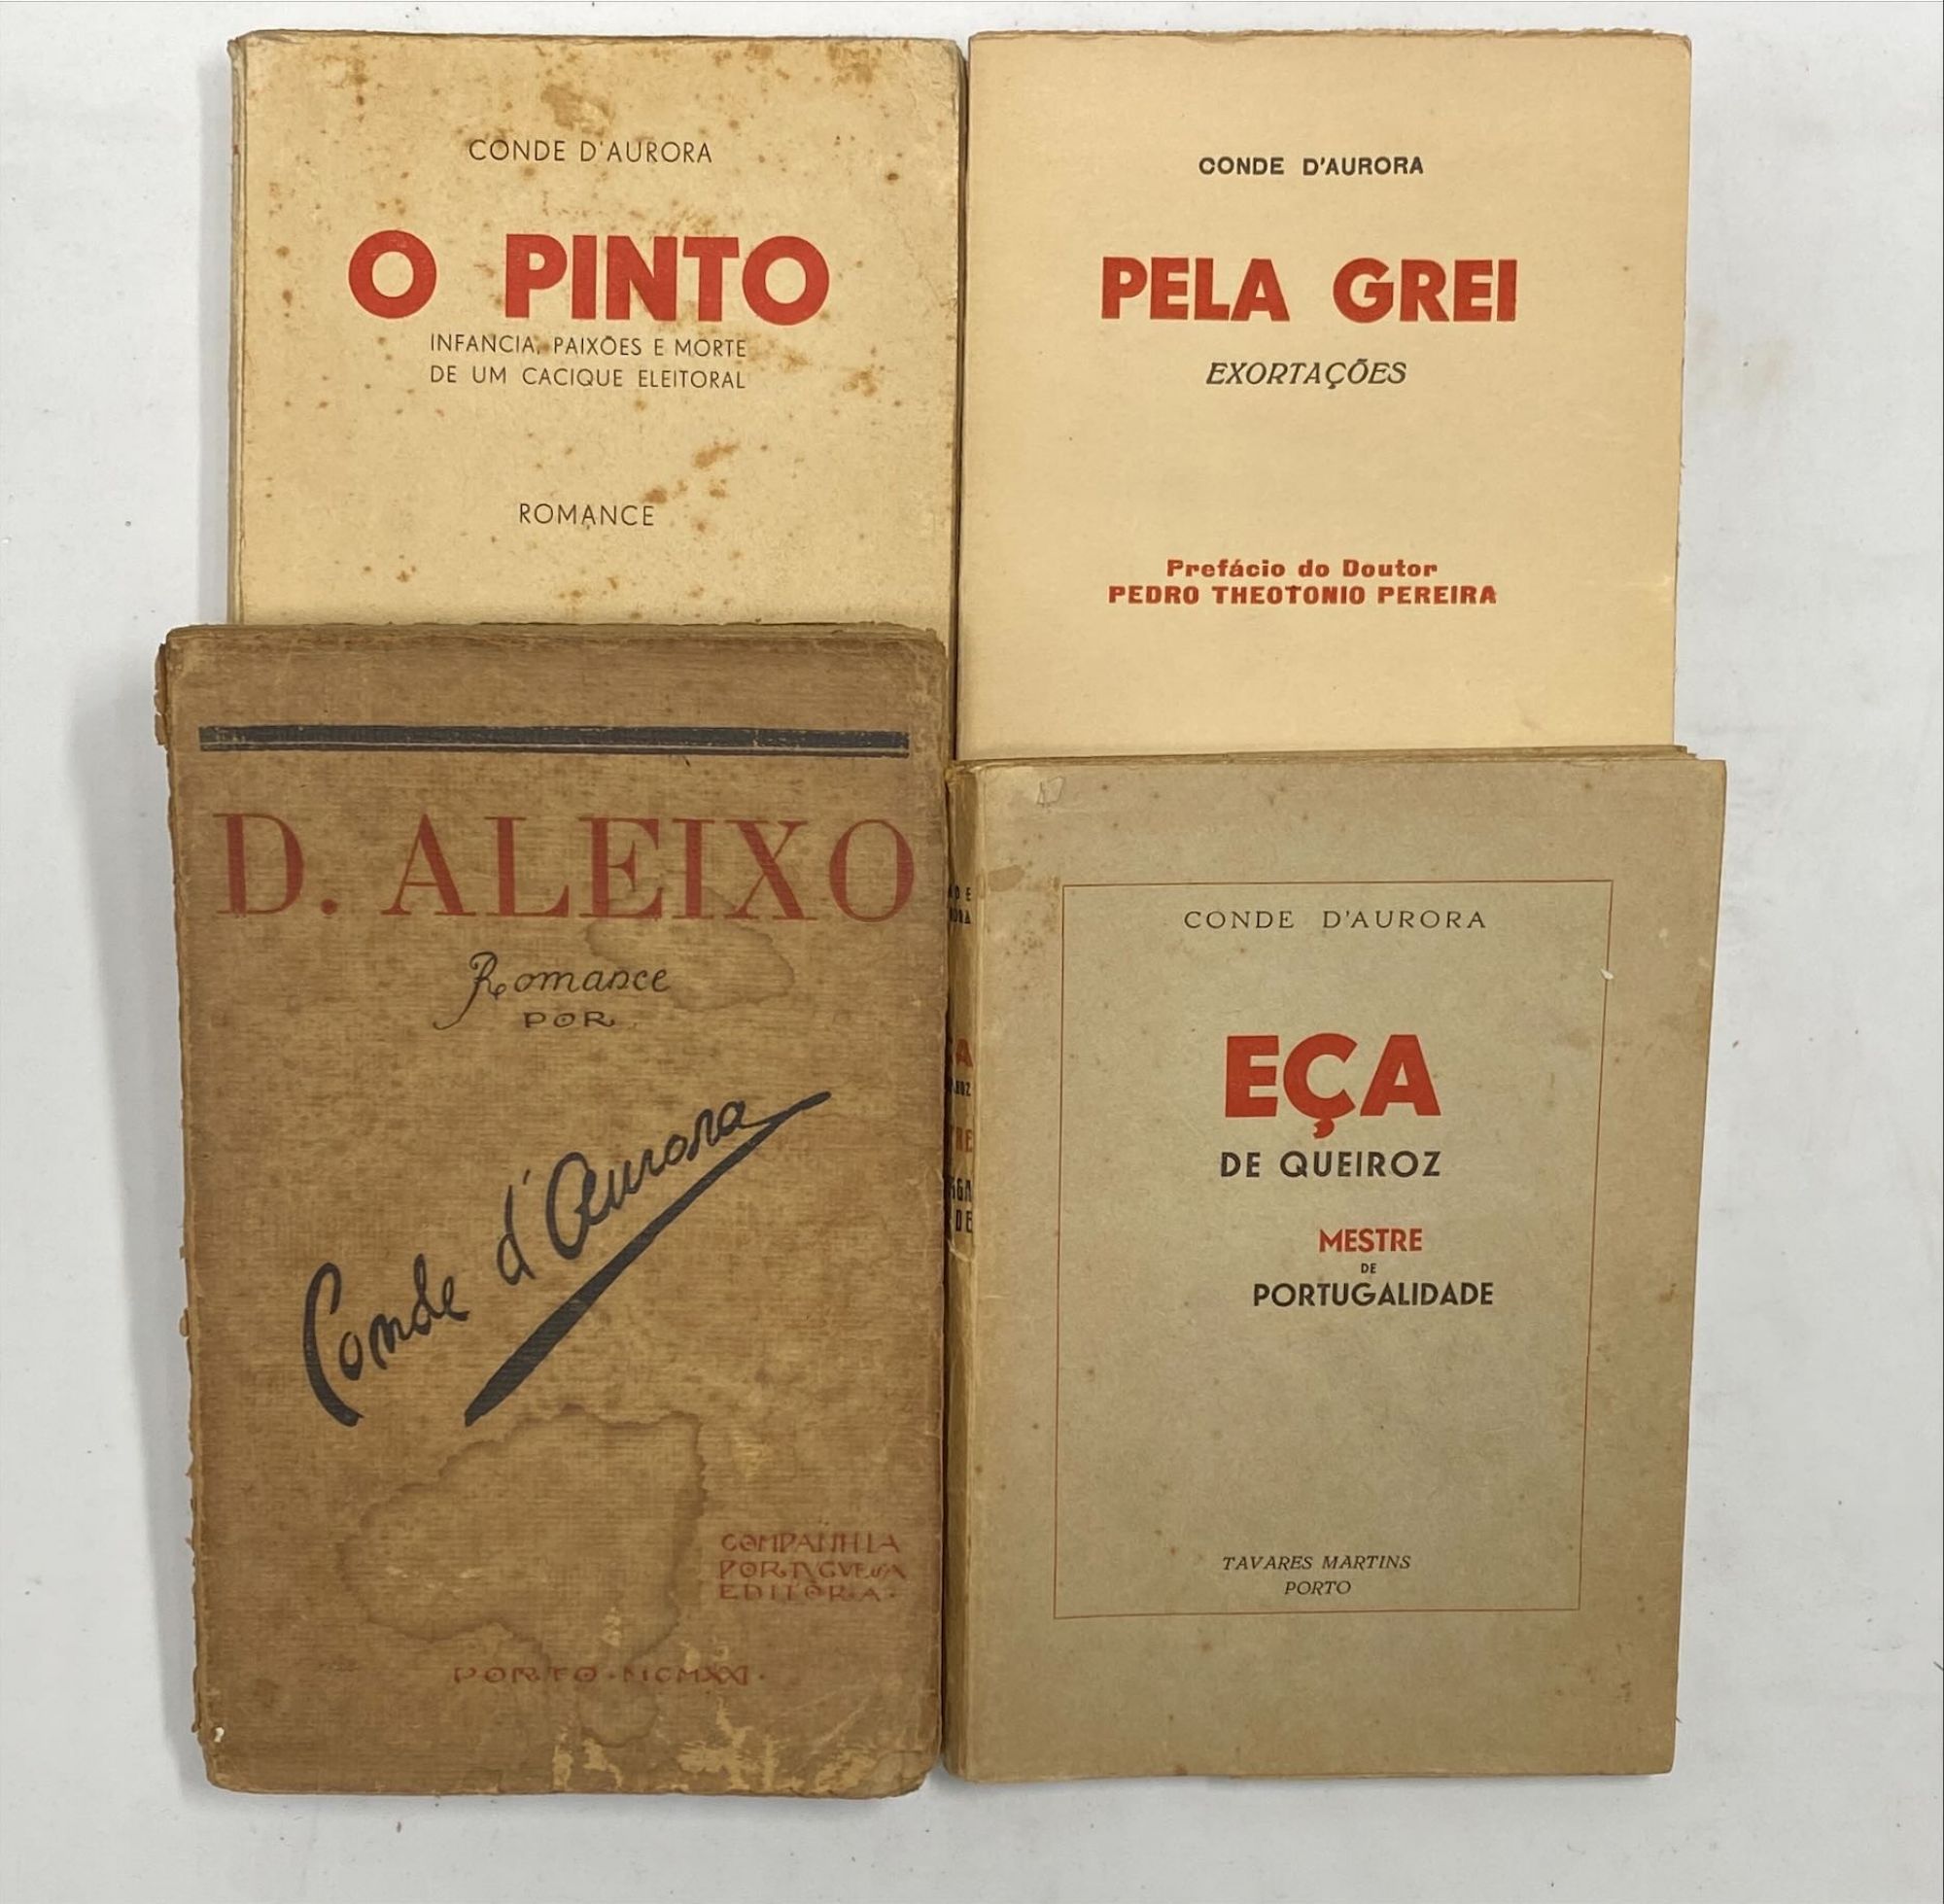 CONDE D'AURORA
O PINTO
INFANCIA, PAIXÕES E MORTE
DE UM CACIQUE ELEITORAL
ROMANCE
CONDE D'AURORA
PELA GREI
EXORTAÇÕES
Prefácio do Doutor
PEDRO THEOTONIO PEREIRA
D. ALEIXO
Romance
POR
Conde d'Aurora
COMPANHIA
PORTVGVESA
EDITORA.
PORTO.MCMXXI.
CONDE D'AURORA
EÇA
DE QUEIROZ
MESTRE
DE
PORTUGALIDADE
TAVARES MARTINS
PORTO